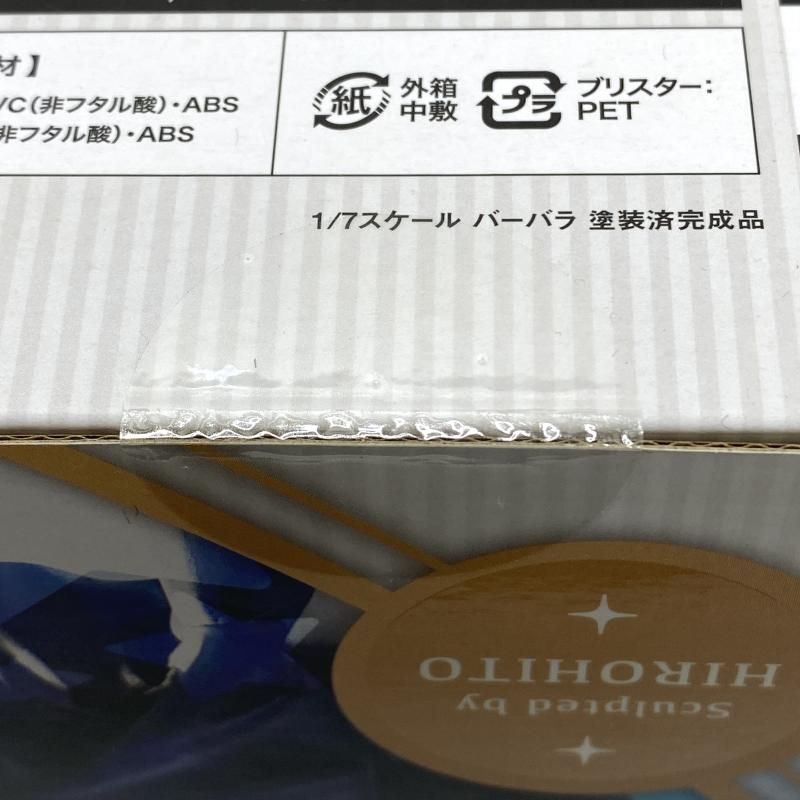 材】
VC(非フタル酸)・ABS
非フタル酸)・ABS
紙
外箱
中敷
プラ
ブリスター:
PET
1/7スケール バーバラ 塗装済完成品
Sculpted by
HIROHITO